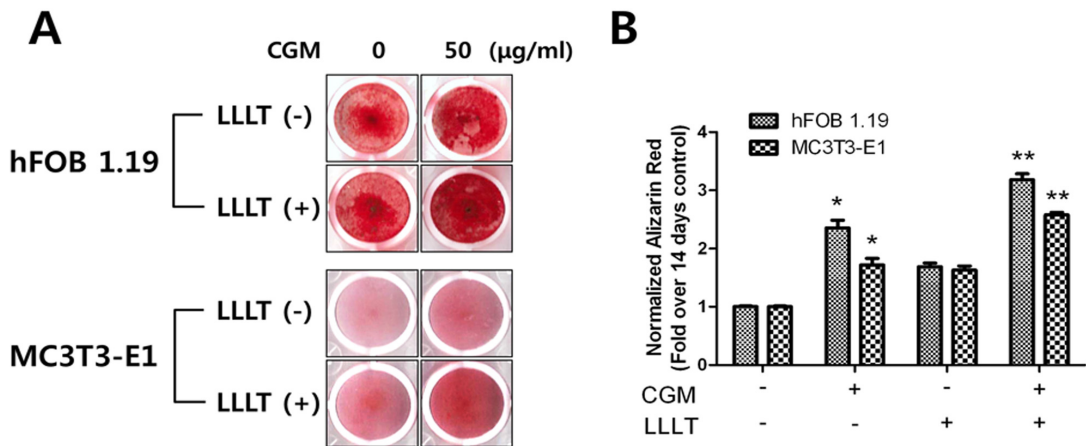 A
CGM 0 50 (μg/ml)
hFOB 1.19
LLLT (-)
LLLT (+)
MC3T3-E1
LLLT (-)
LLLT (+)
B
hFOB 1.19
MC3T3-E1
Normalized Alizarin Red
(Fold over 14 days control)
4
3
2
1
0
* * ** **
CGM - + - +
LLLT - - + +